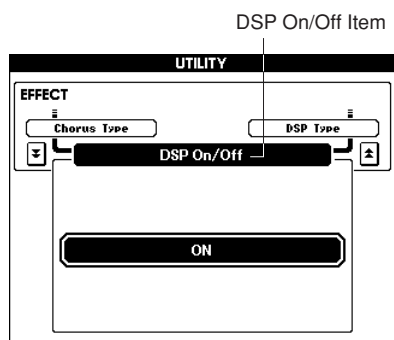 DSP On/Off Item
UTILITY
EFFECT
Chorus Type
DSP Type
DSP On/Off
ON